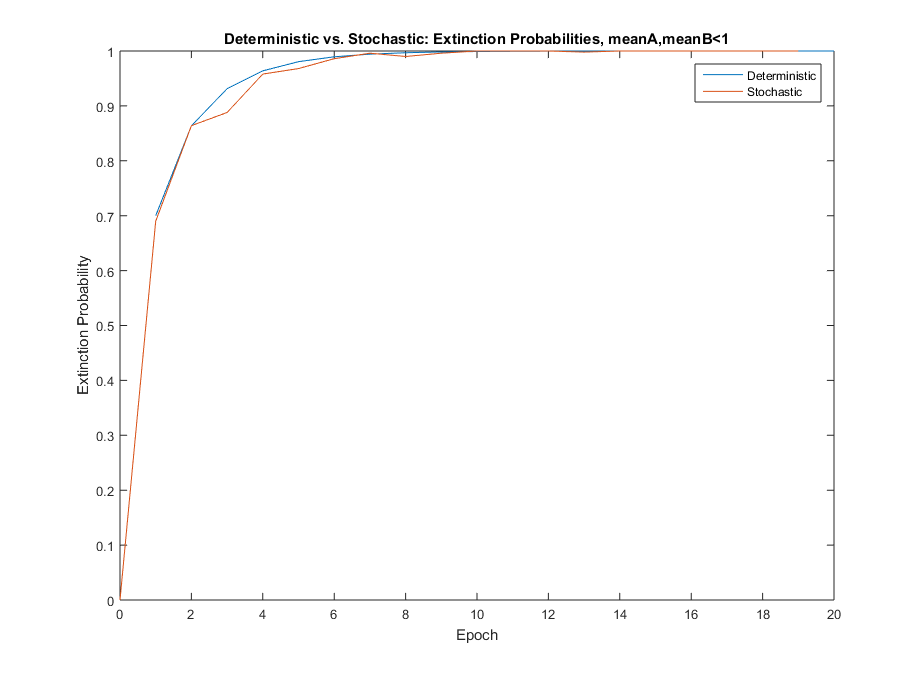 Deterministic vs. Stochastic: Extinction Probabilities, meanA,meanB<1
Deterministic
Stochastic
Extinction Probability
1
0.9
0.8
0.7
0.6
0.5
0.4
0.3
0.2
0.1
0
0 2 4 6 8 10 12 14 16 18 20
Epoch